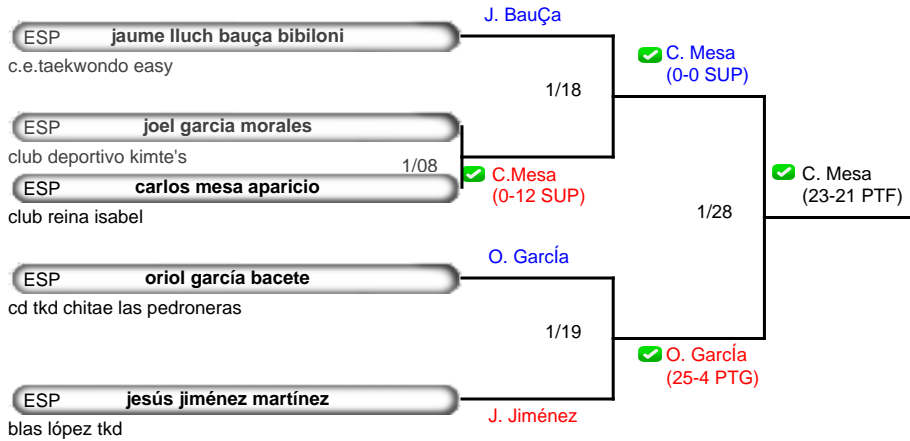 J. BauÇa
ESP jaume lluch bauça bibiloni
c.e.taekwondo easy
C. Mesa
(0-0 SUP)
1/18
ESP joel garcia morales
club deportivo kimte's
1/08
C.Mesa
(0-12 SUP)
ESP carlos mesa aparicio
club reina isabel
C. Mesa
(23-21 PTF)
1/28
O. GarcÍa
ESP oriol garcía bacete
cd tkd chitae las pedroneras
1/19
O. GarcÍa
(25-4 PTG)
ESP jesús jiménez martínez
J. Jiménez
blas lópez tkd